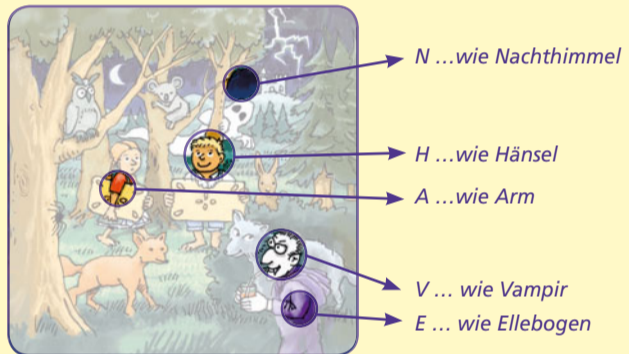 N ...wie Nachthimmel
H ...wie Hänsel
A ...wie Arm
V ... wie Vampir
E ... wie Ellebogen